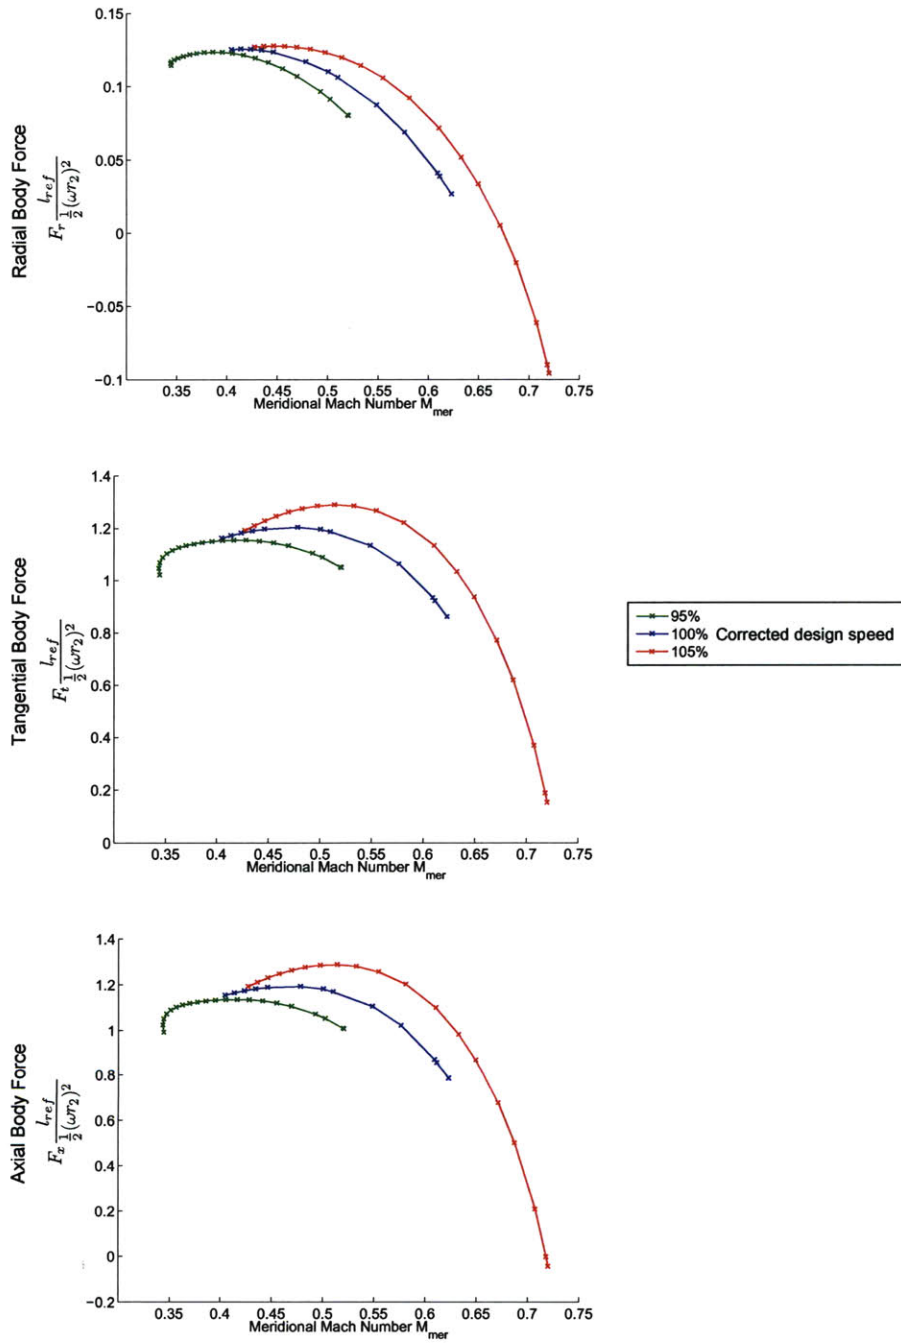 0.15
0.1
0.05
0
−0.05
−0.1
Radial Body Force
F_r l_ref / ½(ωr_2)^2
0.35 0.4 0.45 0.5 0.55 0.6 0.65 0.7 0.75
Meridional Mach Number M_mer
1.4
1.2
1
0.8
0.6
0.4
0.2
0
Tangential Body Force
F_t l_ref / ½(ωr_2)^2
0.35 0.4 0.45 0.5 0.55 0.6 0.65 0.7 0.75
Meridional Mach Number M_mer
95%
100% Corrected design speed
105%
1.4
1.2
1
0.8
0.6
0.4
0.2
0
−0.2
Axial Body Force
F_x l_ref / ½(ωr_2)^2
0.35 0.4 0.45 0.5 0.55 0.6 0.65 0.7 0.75
Meridional Mach Number M_mer